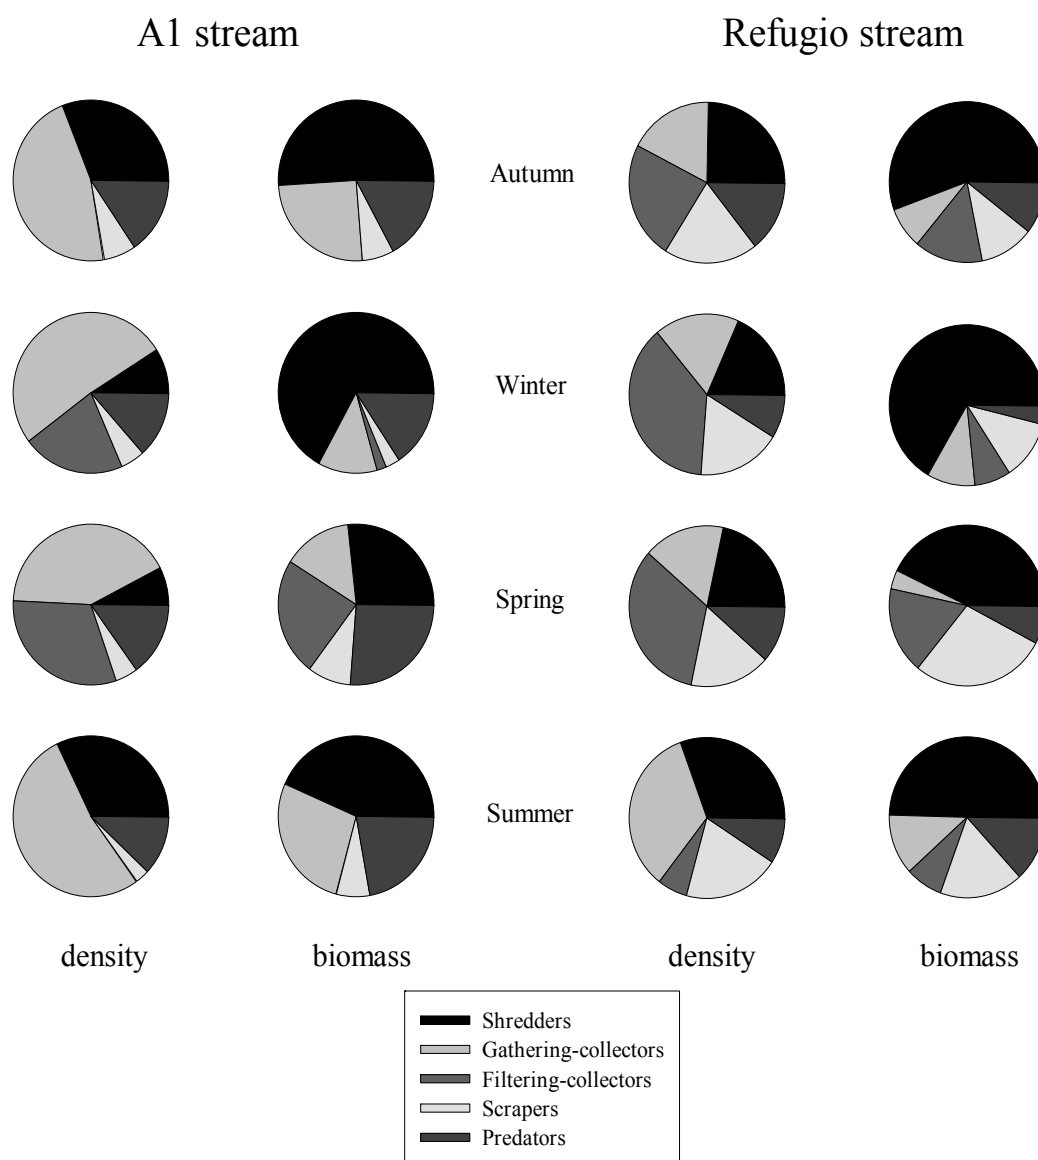 A1 stream
Refugio stream
Autumn
Winter
Spring
Summer
density
biomass
density
biomass
Shredders
Gathering-collectors
Filtering-collectors
Scrapers
Predators